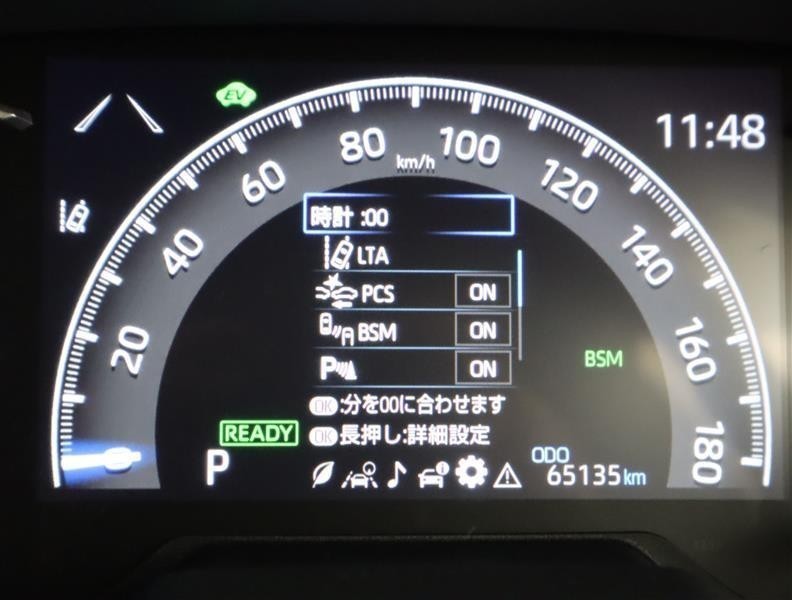 EV
11:48
80
km/h
100
60
120
40
140
20
160
180
時計 :00
LTA
PCS ON
BSM ON
P ON
OK :分を00に合わせます
OK 長押し:詳細設定
BSM
READY
P
ODO
65135km